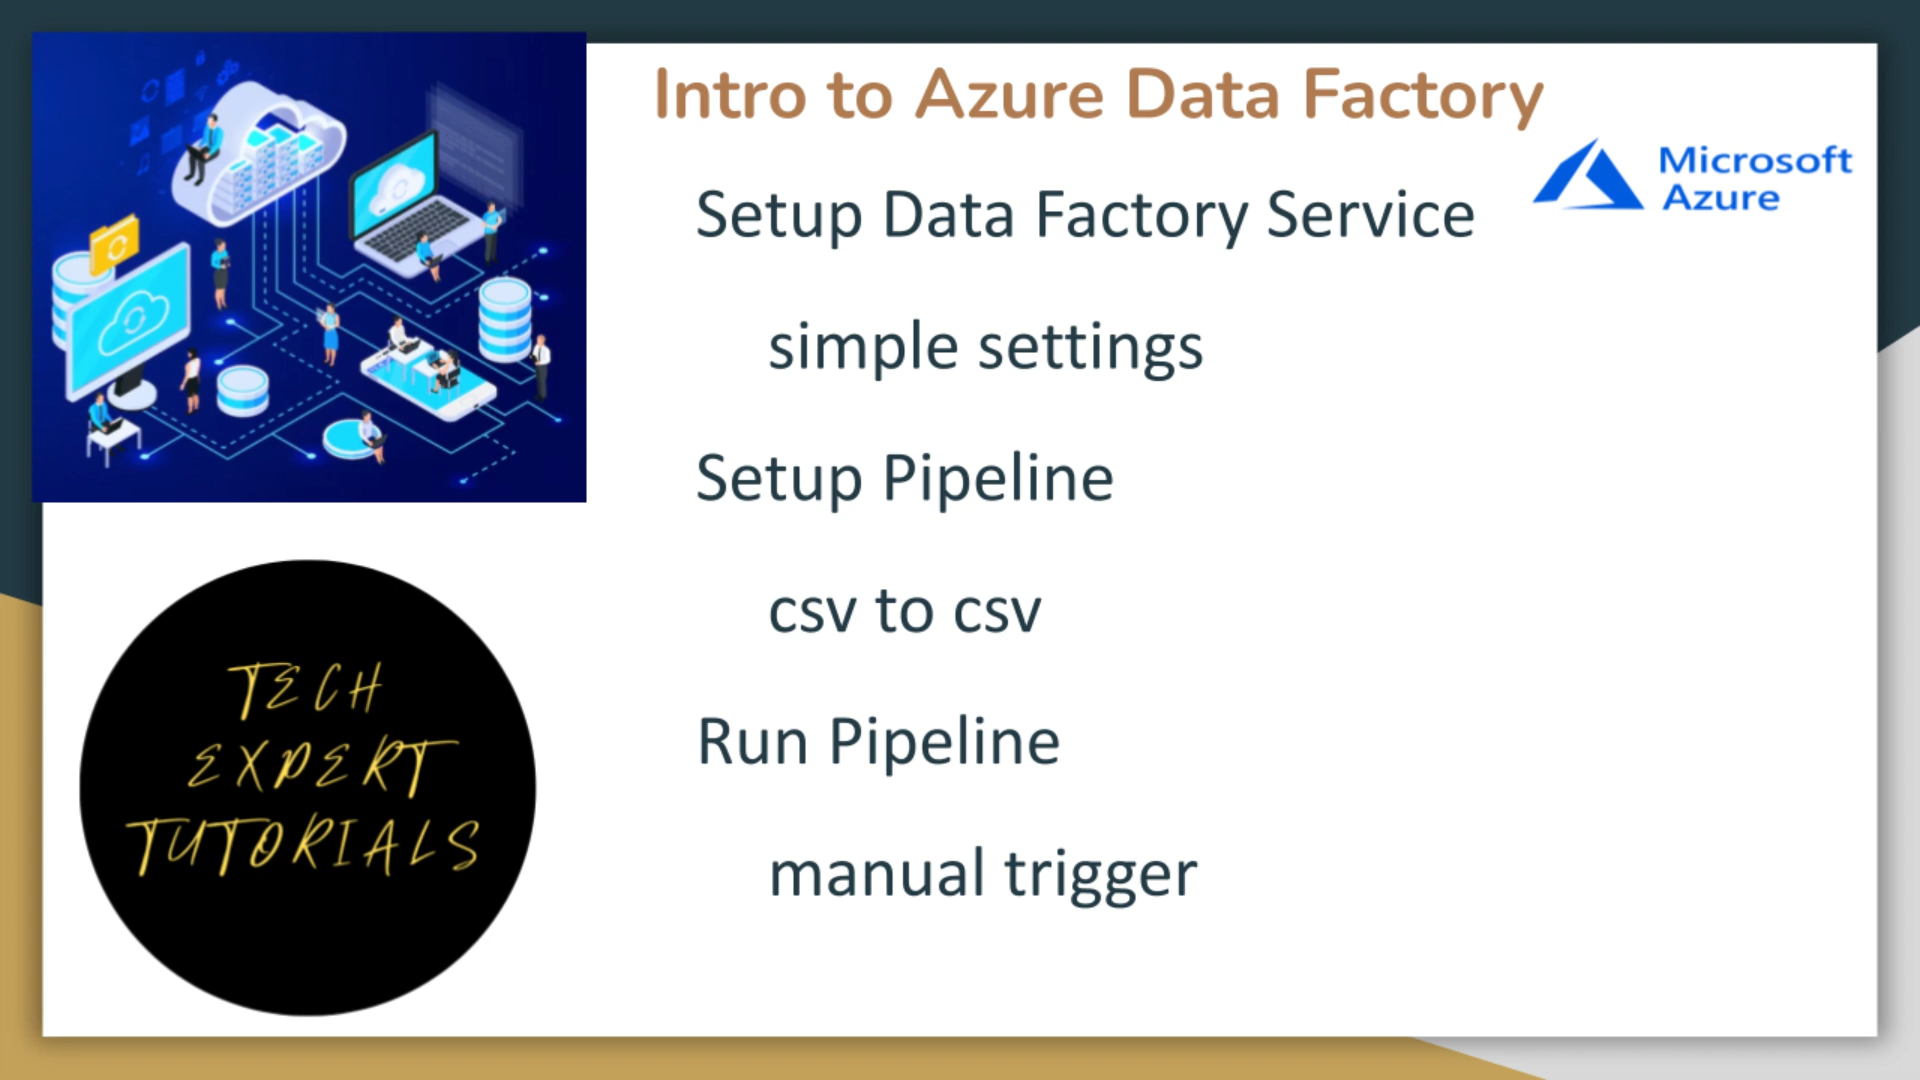 Intro to Azure Data Factory
Microsoft
Azure
Setup Data Factory Service
simple settings
Setup Pipeline
csv to csv
Run Pipeline
manual trigger
TECH
EXPERT
TUTORIALS